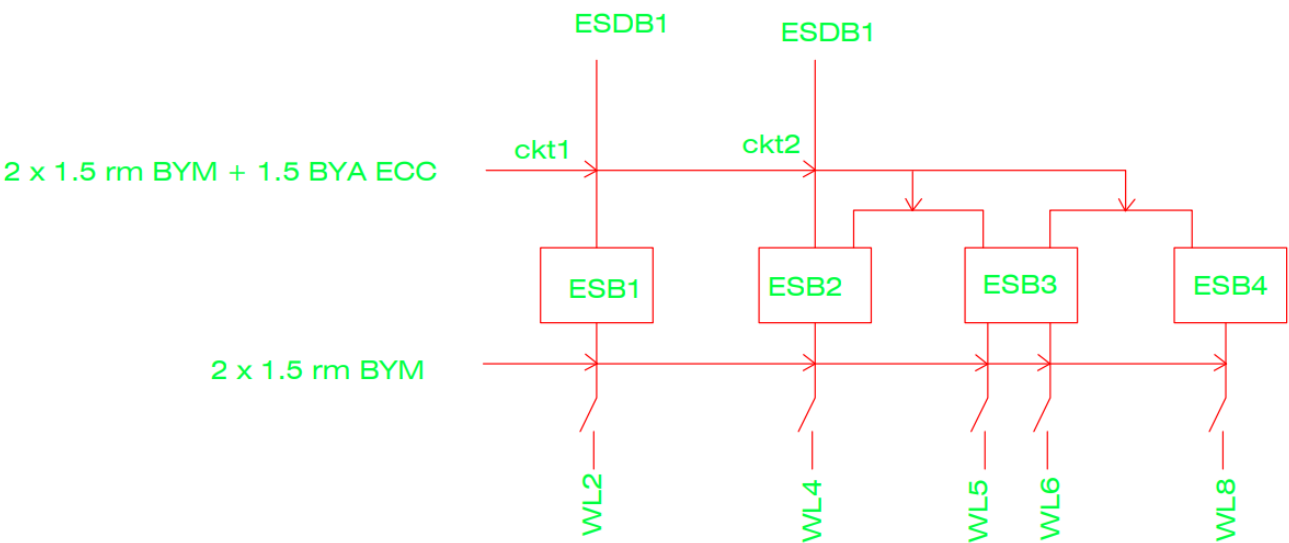 ESDB1
ESDB1
ckt1
ckt2
2 x 1.5 rm BYM + 1.5 BYA ECC
ESB1
ESB2
ESB3
ESB4
2 x 1.5 rm BYM
WL2
WL4
WL5
WL6
WL8